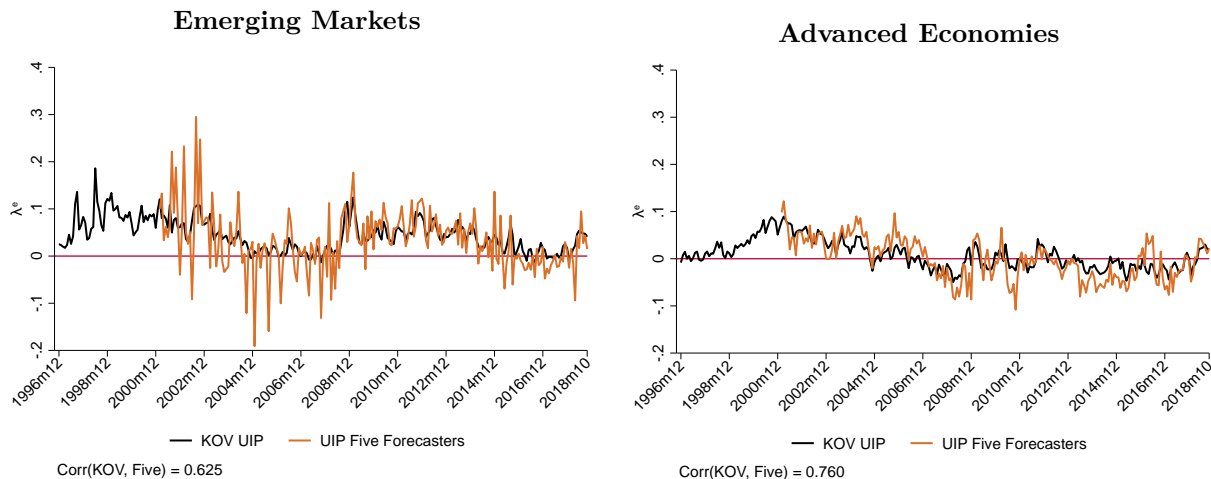 Emerging Markets
.4
.3
.2
.1
0
-.1
-.2
λᵉ
1996m12
1998m12
2000m12
2002m12
2004m12
2006m12
2008m12
2010m12
2012m12
2014m12
2016m12
2018m10
KOV UIP
UIP Five Forecasters
Corr(KOV, Five) = 0.625
Advanced Economies
.4
.3
.2
.1
0
-.1
-.2
λᵉ
1996m12
1998m12
2000m12
2002m12
2004m12
2006m12
2008m12
2010m12
2012m12
2014m12
2016m12
2018m10
KOV UIP
UIP Five Forecasters
Corr(KOV, Five) = 0.760